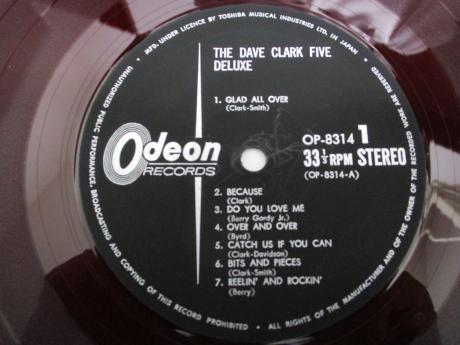 MFD. UNDER LICENCE BY TOSHIBA MUSICAL INDUSTRIES LTD. IN JAPAN •
THE DAVE CLARK FIVE
DELUXE
1. GLAD ALL OVER
(Clark-Smith)
Odeon
RECORDS
OP-8314 1
33⅓ RPM STEREO
(OP-8314-A)
2. BECAUSE
(Clark)
3. DO YOU LOVE ME
(Berry Gordy Jr.)
4. OVER AND OVER
(Byrd)
5. CATCH US IF YOU CAN
(Clark-Davidson)
6. BITS AND PIECES
(Clark-Smith)
7. REELIN' AND ROCKIN'
(Berry)
ALL RIGHTS OF THE MANUFACTURER AND OF THE OWNER OF THE RECORDED WORK ARE RESERVED
UNAUTHORIZED PUBLIC PERFORMANCE, BROADCASTING AND COPYING OF THIS RECORD PROHIBITED •